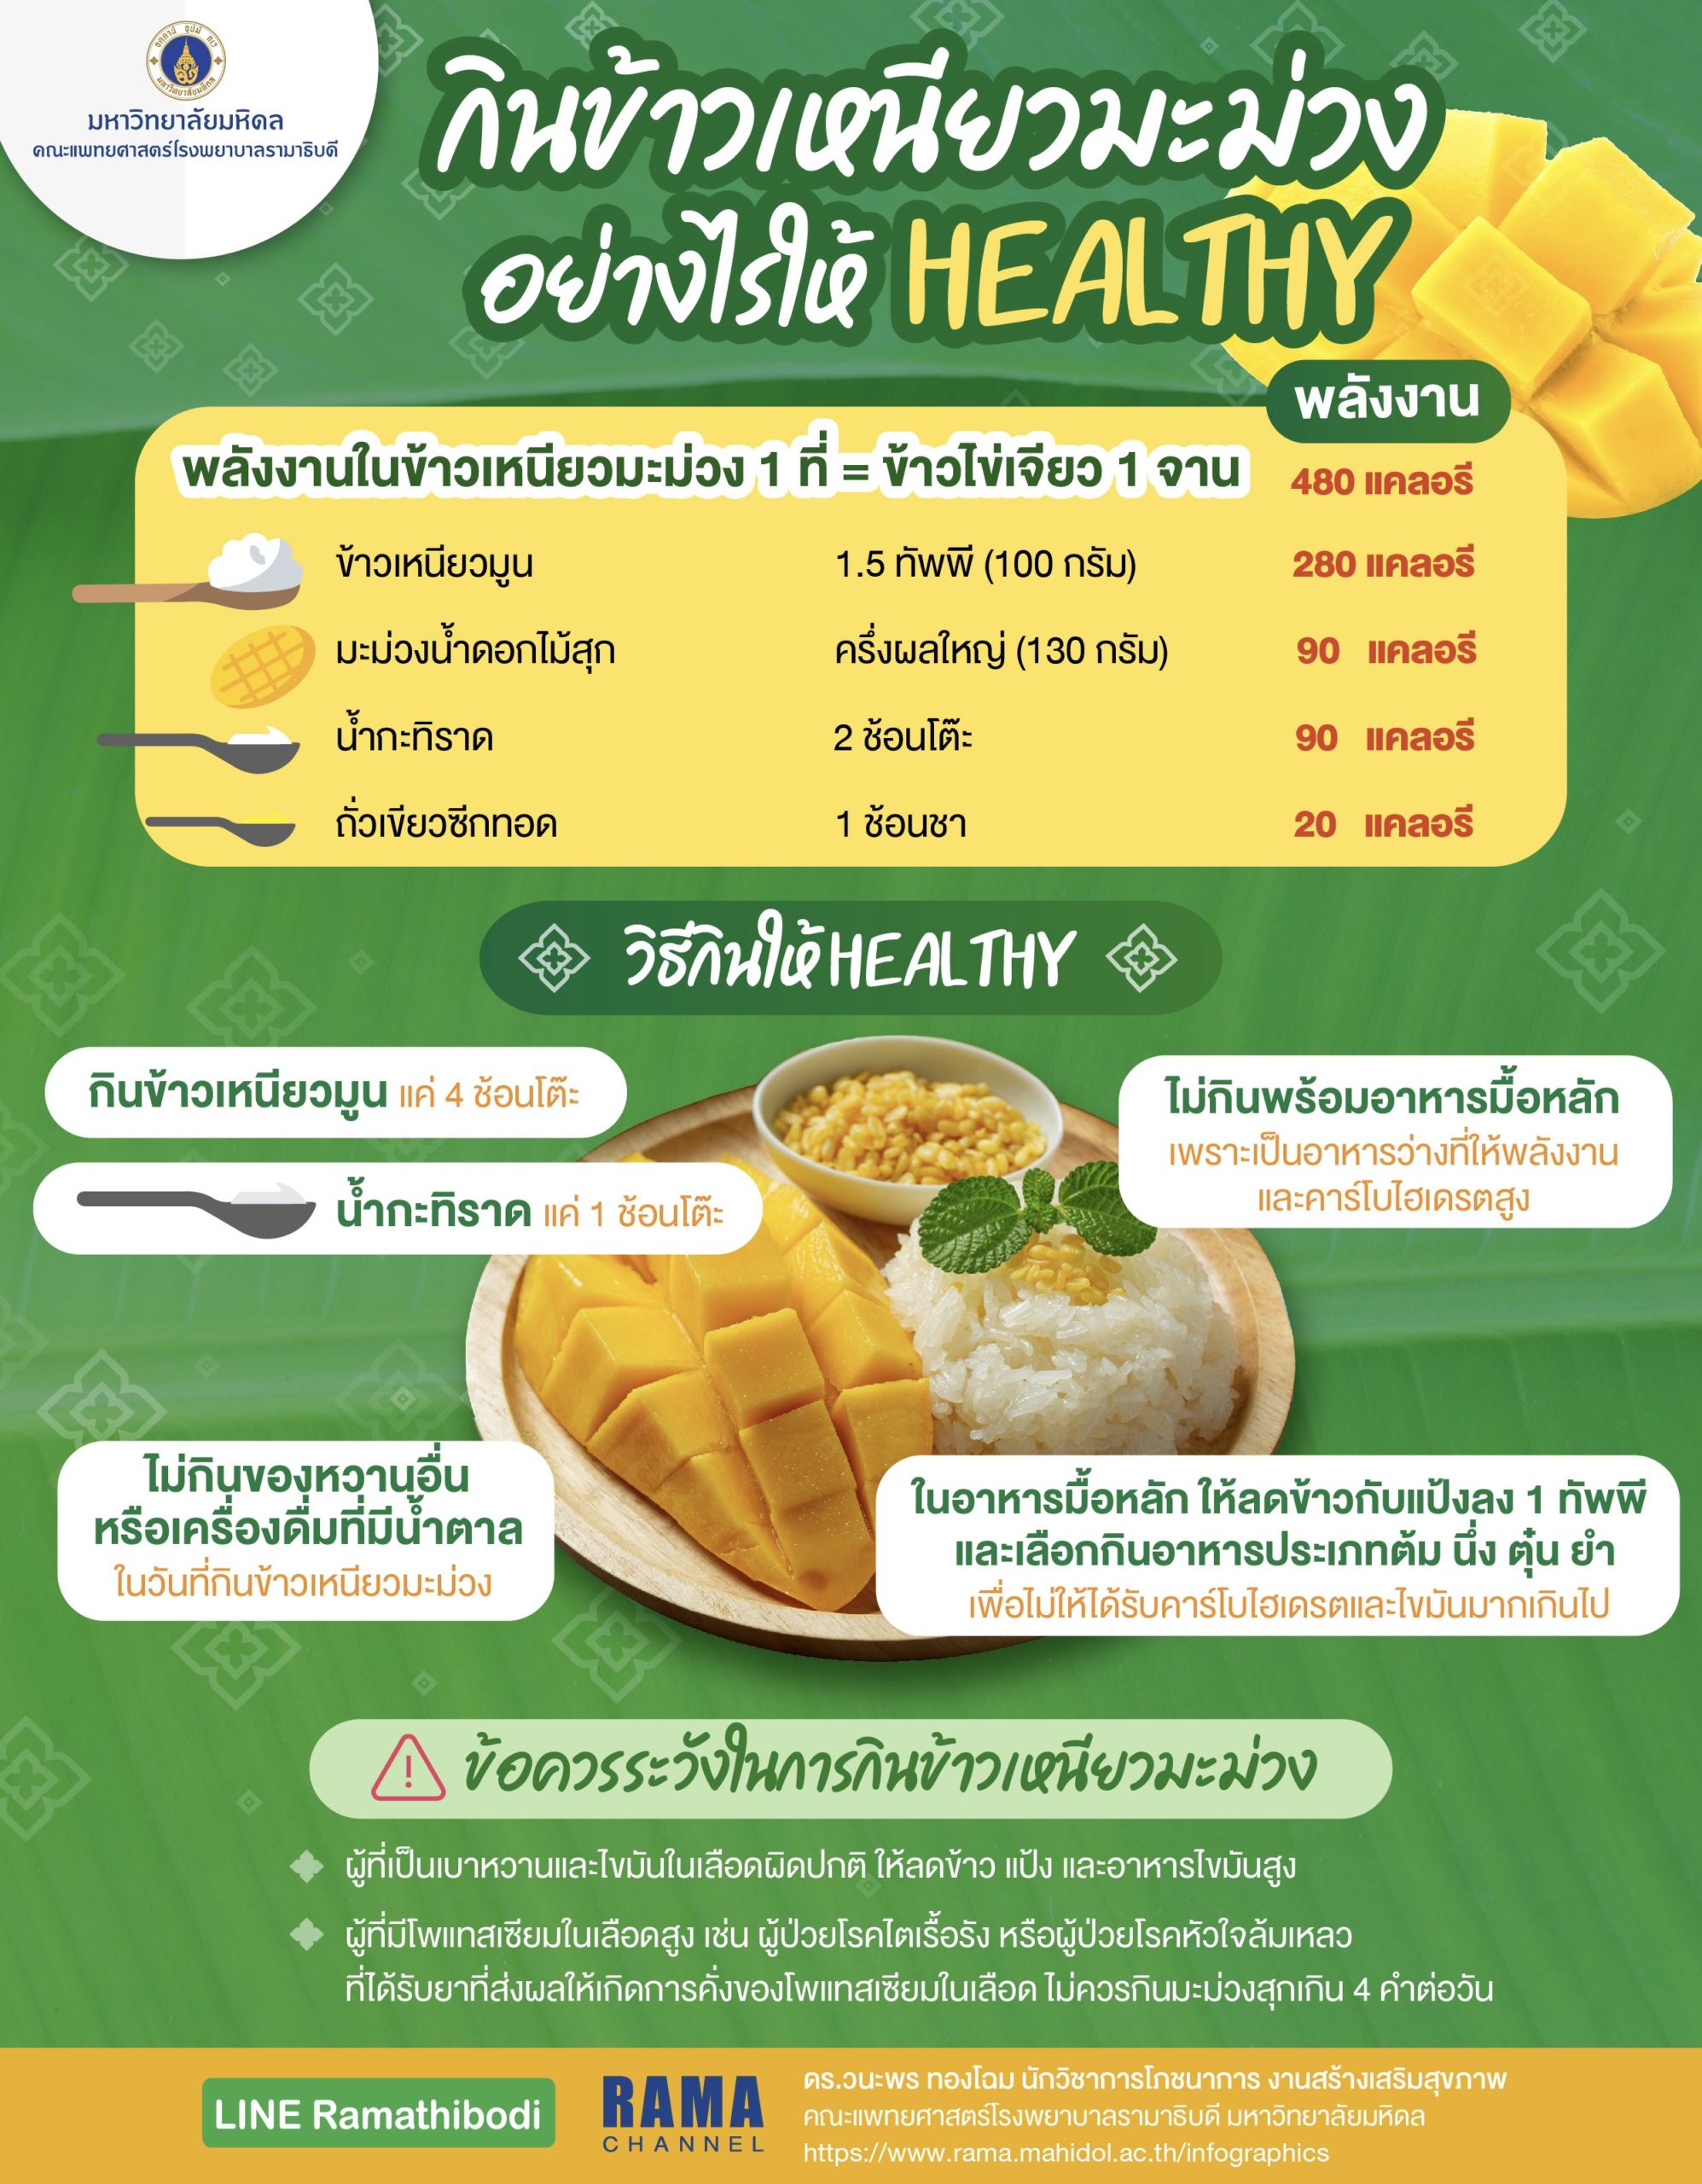 มหาวิทยาลัยมหิดล
คณะแพทยศาสตร์โรงพยาบาลรามาธิบดี
กินข้าวเหนียวมะม่วง
อย่างไรให้ HEALTHY
พลังงาน
พลังงานในข้าวเหนียวมะม่วง 1 ที่ = ข้าวไข่เจียว 1 จาน 480 แคลอรี
ข้าวเหนียวมูน 1.5 ทัพพี (100 กรัม) 280 แคลอรี
มะม่วงน้ำดอกไม้สุก ครึ่งผลใหญ่ (130 กรัม) 90 แคลอรี
น้ำกะทิราด 2 ช้อนโต๊ะ 90 แคลอรี
ถั่วเขียวซีกทอด 1 ช้อนชา 20 แคลอรี
วิธีกินให้ HEALTHY
กินข้าวเหนียวมูน แค่ 4 ช้อนโต๊ะ
น้ำกะทิราด แค่ 1 ช้อนโต๊ะ
ไม่กินพร้อมอาหารมื้อหลัก
เพราะเป็นอาหารว่างที่ให้พลังงาน
และคาร์โบไฮเดรตสูง
ไม่กินของหวานอื่น
หรือเครื่องดื่มที่มีน้ำตาล
ในวันที่กินข้าวเหนียวมะม่วง
ในอาหารมื้อหลัก ให้ลดข้าวกับแป้งลง 1 ทัพพี
และเลือกกินอาหารประเภทต้ม นึ่ง ตุ๋น ยำ
เพื่อไม่ให้ได้รับคาร์โบไฮเดรตและไขมันมากเกินไป
ข้อควรระวังในการกินข้าวเหนียวมะม่วง
ผู้ที่เป็นเบาหวานและไขมันในเลือดผิดปกติ ให้ลดข้าว แป้ง และอาหารไขมันสูง
ผู้ที่มีโพแทสเซียมในเลือดสูง เช่น ผู้ป่วยโรคไตเรื้อรัง หรือผู้ป่วยโรคหัวใจล้มเหลว
ที่ได้รับยาที่ส่งผลให้เกิดการคั่งของโพแทสเซียมในเลือด ไม่ควรกินมะม่วงสุกเกิน 4 คำต่อวัน
LINE Ramathibodi
RAMA
CHANNEL
ดร.วนะพร ทองโฉม นักวิชาการโภชนาการ งานสร้างเสริมสุขภาพ
คณะแพทยศาสตร์โรงพยาบาลรามาธิบดี มหาวิทยาลัยมหิดล
https://www.rama.mahidol.ac.th/infographics